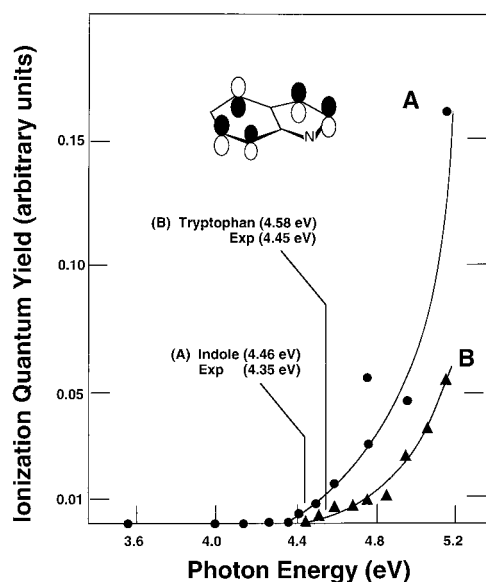 Ionization Quantum Yield (arbitrary units)
0.15
0.10
0.05
0.01
N
A
(B) Tryptophan (4.58 eV)
Exp (4.45 eV)
(A) Indole (4.46 eV)
Exp (4.35 eV)
B
3.6 4.0 4.4 4.8 5.2
Photon Energy (eV)